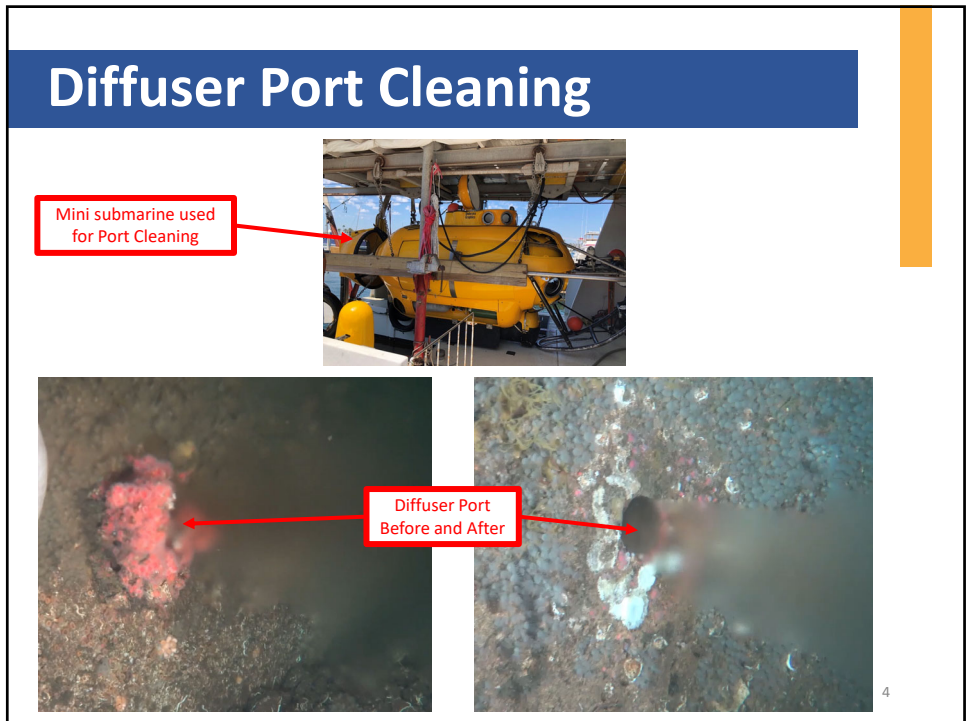 Diffuser Port Cleaning
Mini submarine used
for Port Cleaning
Diffuser Port
Before and After
4